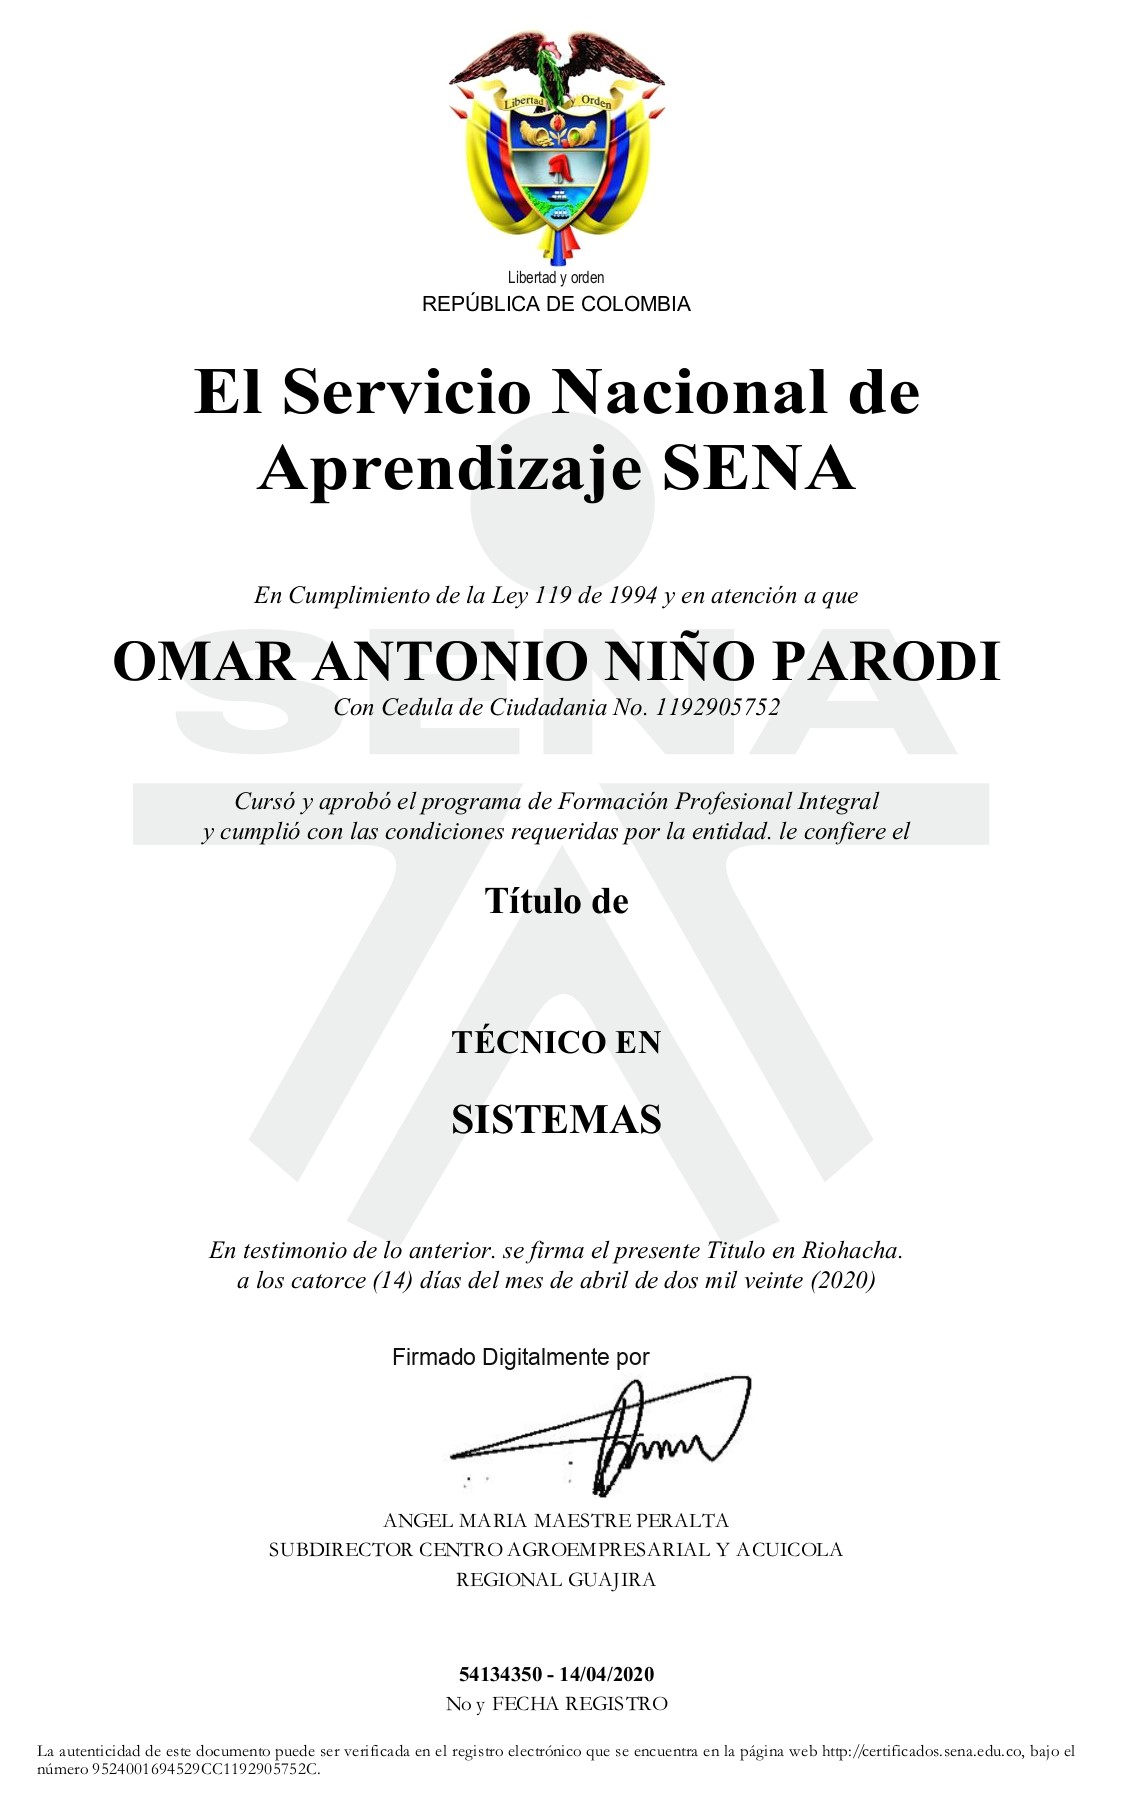 Libertad y Orden
Libertad y orden
REPÚBLICA DE COLOMBIA
El Servicio Nacional de
Aprendizaje SENA
En Cumplimiento de la Ley 119 de 1994 y en atención a que
SENA
OMAR ANTONIO NIÑO PARODI
Con Cedula de Ciudadania No. 1192905752
Cursó y aprobó el programa de Formación Profesional Integral
y cumplió con las condiciones requeridas por la entidad. le confiere el
Título de
TÉCNICO EN
SISTEMAS
En testimonio de lo anterior. se firma el presente Titulo en Riohacha.
a los catorce (14) días del mes de abril de dos mil veinte (2020)
Firmado Digitalmente por
ANGEL MARIA MAESTRE PERALTA
SUBDIRECTOR CENTRO AGROEMPRESARIAL Y ACUICOLA
REGIONAL GUAJIRA
54134350 - 14/04/2020
No y FECHA REGISTRO
La autenticidad de este documento puede ser verificada en el registro electrónico que se encuentra en la página web http://certificados.sena.edu.co, bajo el
número 9524001694529CC1192905752C.